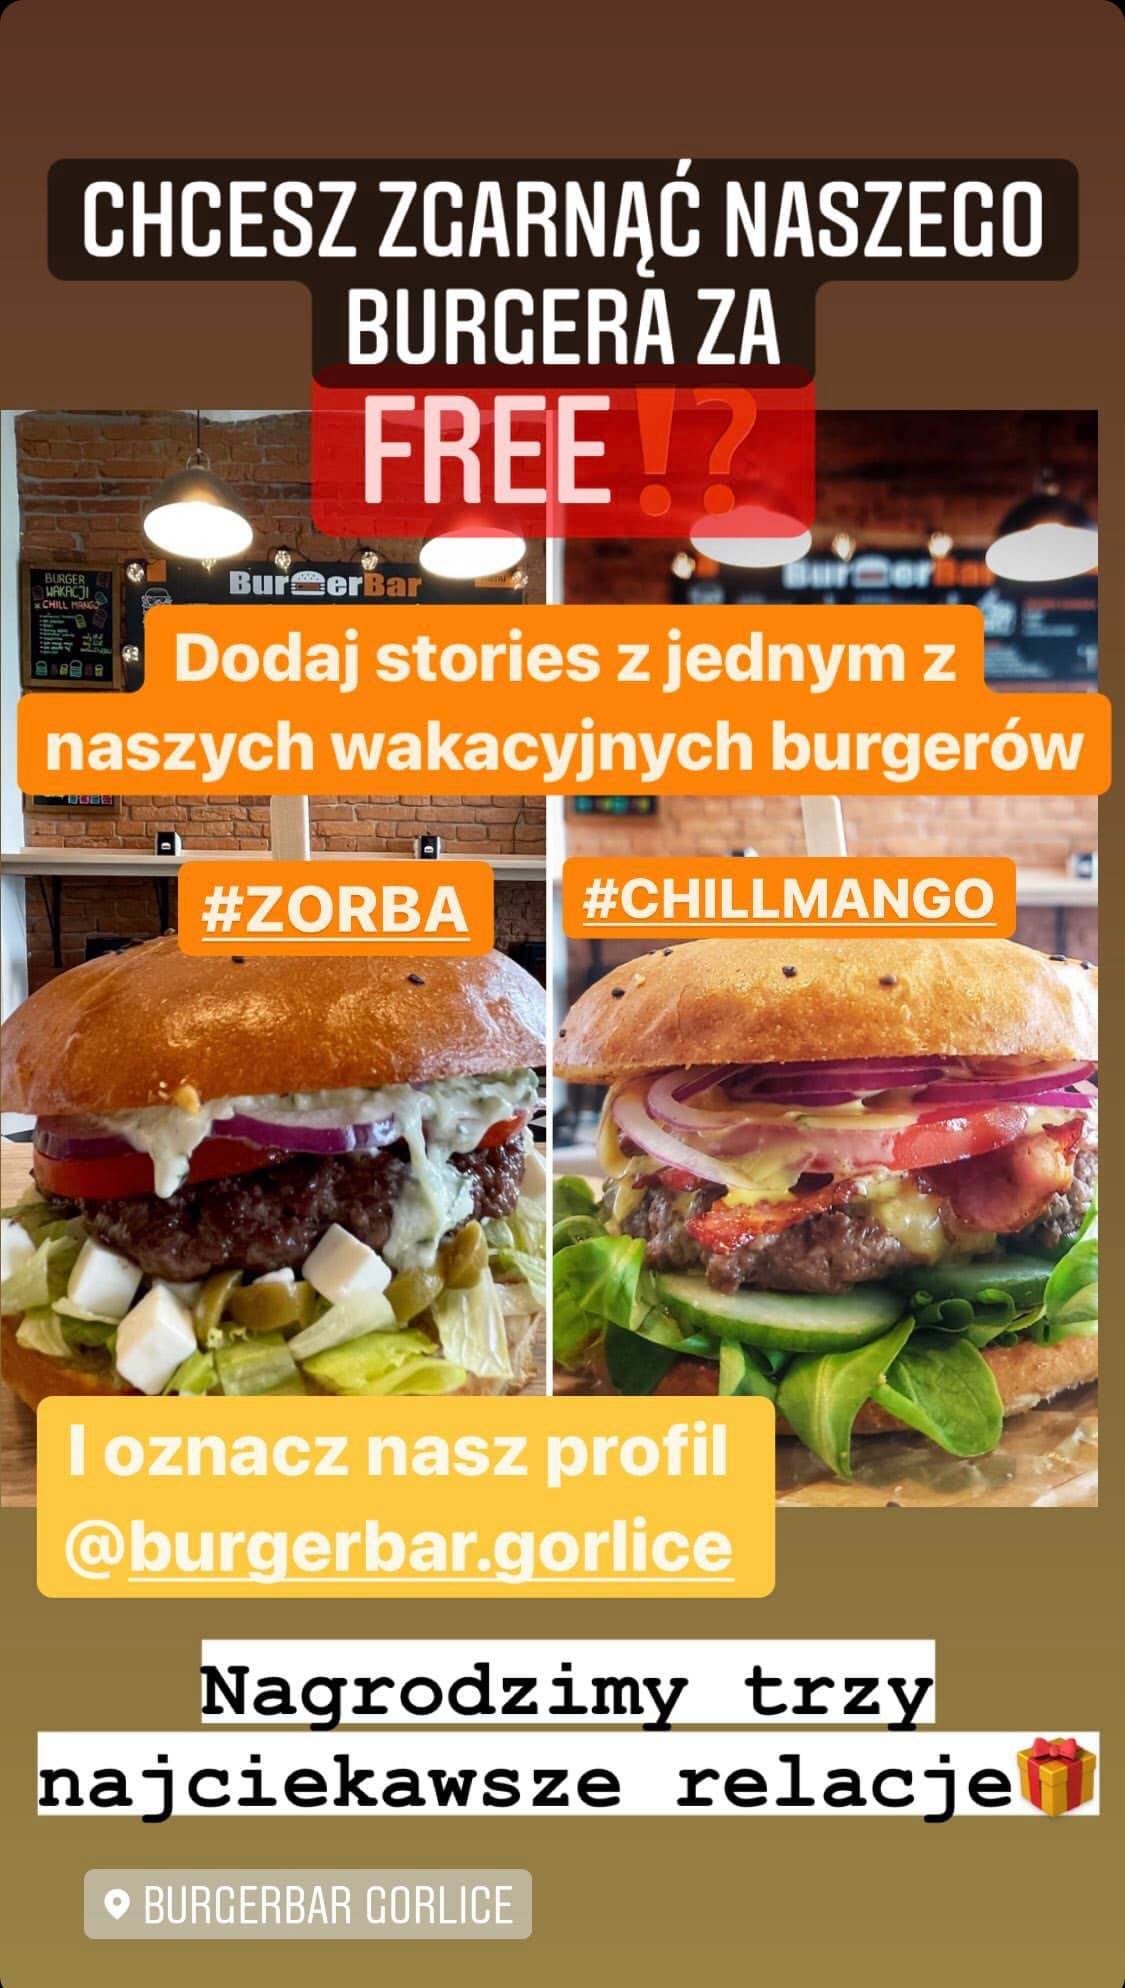 CHCESZ ZGARNĄĆ NASZEGO
BURGERA ZA
FREE⁉️
BurgerBar
BurgerBar
BURGER
WAKACJI
CHILL MANGO
Dodaj stories z jednym z
naszych wakacyjnych burgerów
#ZORBA
#CHILLMANGO
I oznacz nasz profil
@burgerbar.gorlice
Nagrodzimy trzy
najciekawsze relacje🎁
BURGERBAR GORLICE